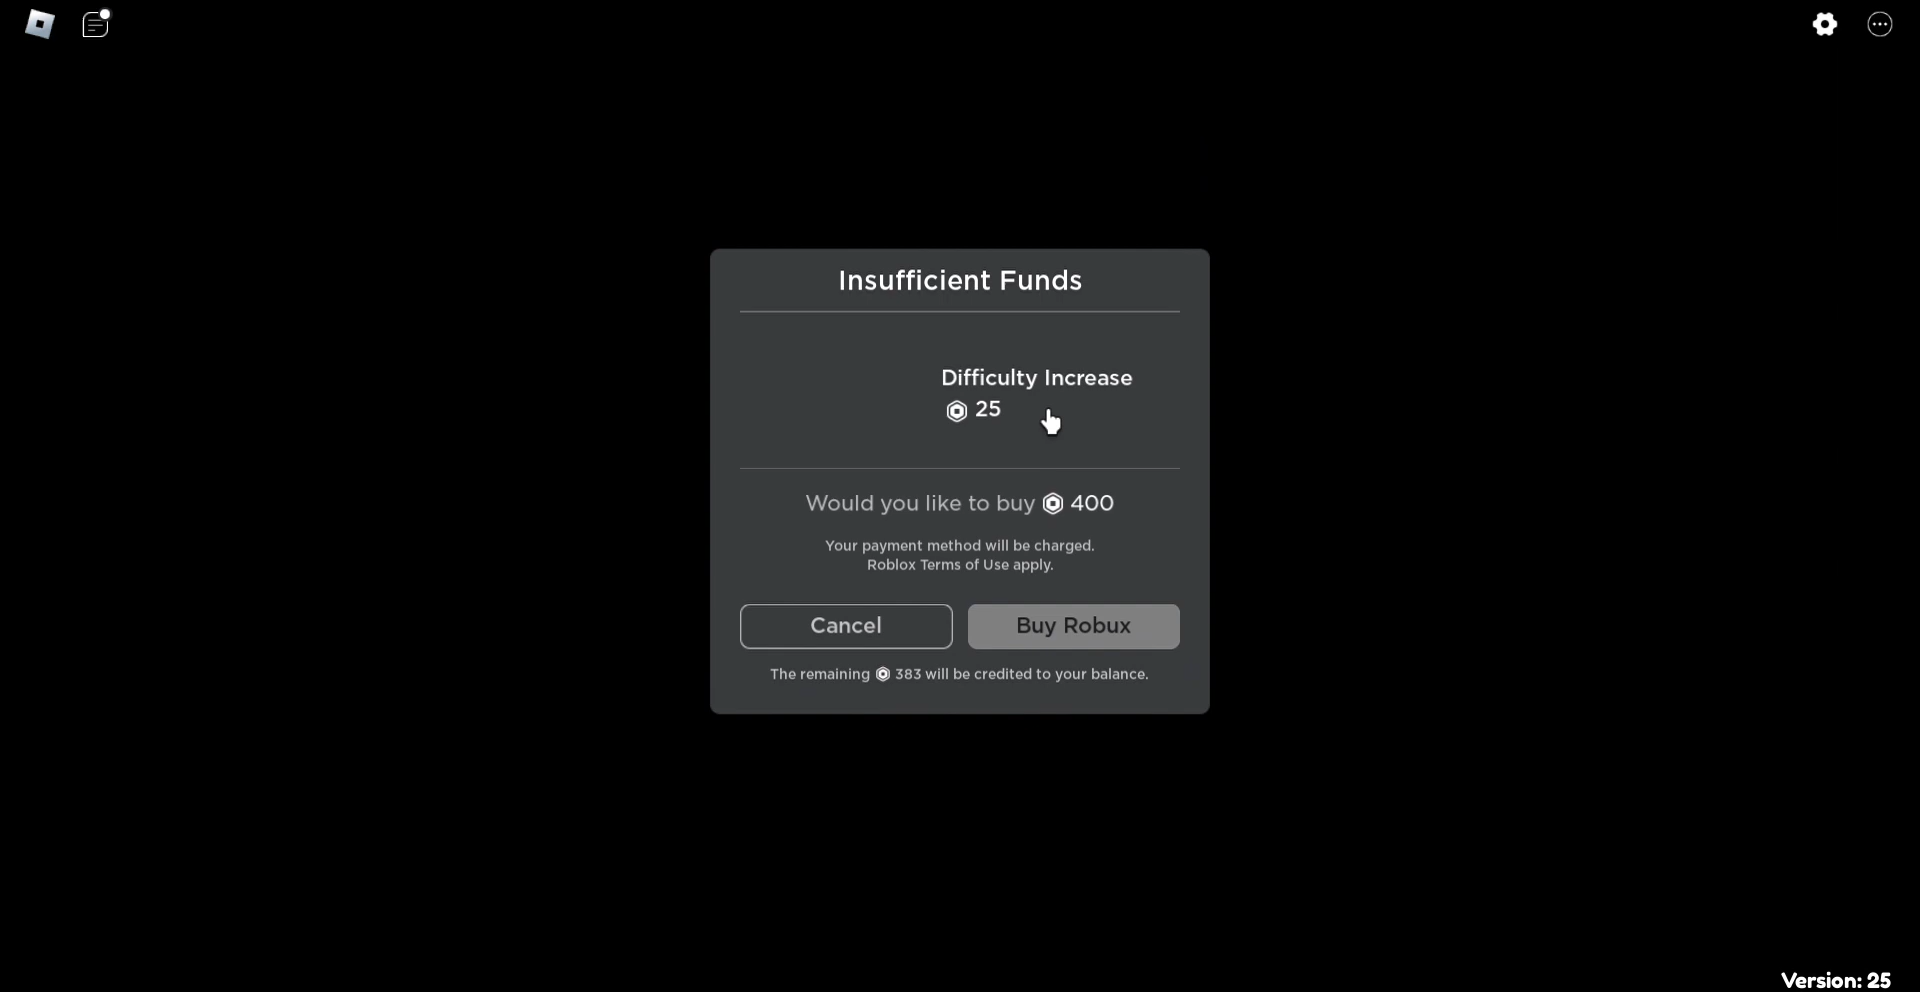 Insufficient Funds
Difficulty Increase
25
Would you like to buy 400
Your payment method will be charged.
Roblox Terms of Use apply.
Cancel
Buy Robux
The remaining 383 will be credited to your balance.
Version: 25